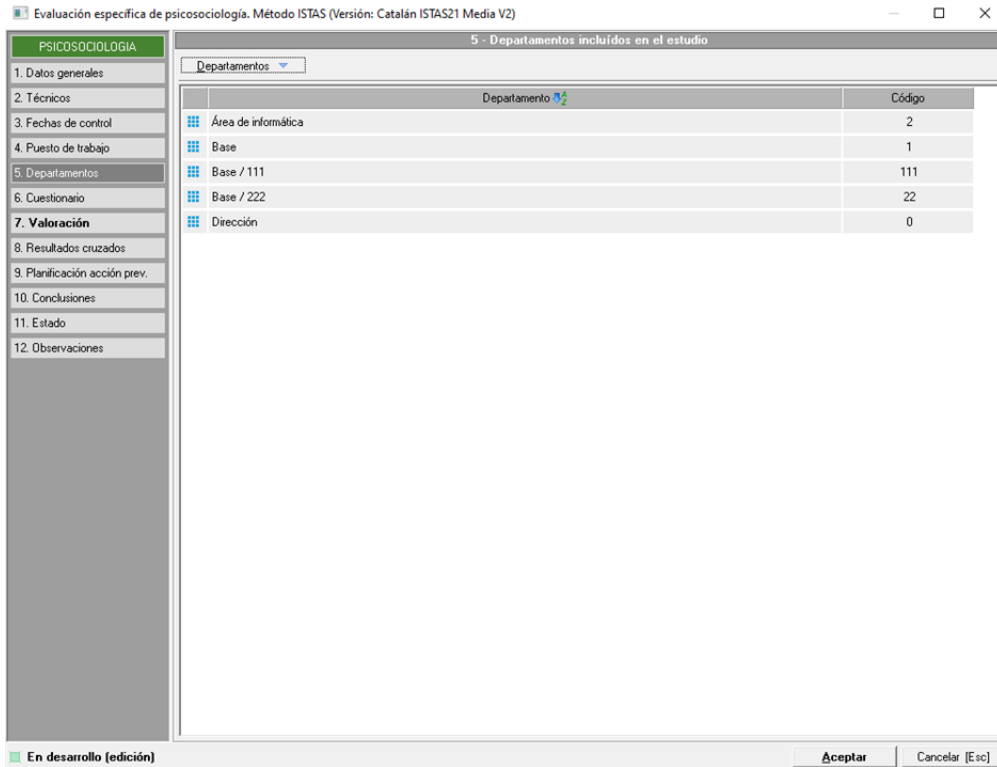 Evaluación específica de psicosociología. Método ISTAS (Versión: Catalán ISTAS21 Media V2)
PSICOSOCIOLOGIA
1. Datos generales
2. Técnicos
3. Fechas de control
4. Puesto de trabajo
5. Departamentos
6. Cuestionario
7. Valoración
8. Resultados cruzados
9. Planificación acción prev.
10. Conclusiones
11. Estado
12. Observaciones
5 - Departamentos incluídos en el estudio
Departamentos
Departamento Código
Área de informática 2
Base 1
Base / 111 111
Base / 222 22
Dirección 0
En desarrollo (edición)
Aceptar Cancelar [Esc]